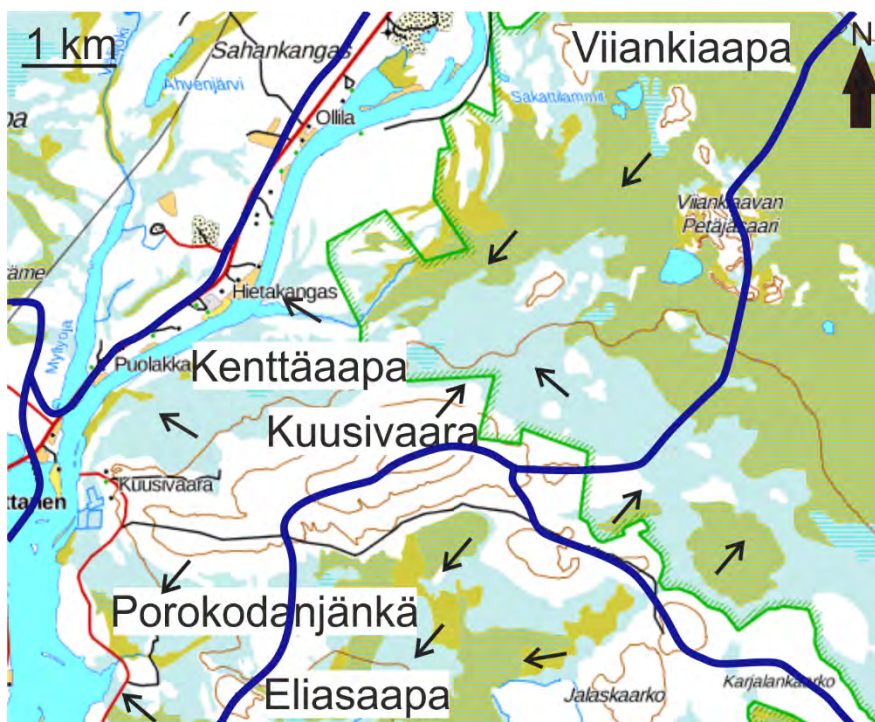 1 km
Sahankangas
Viiankiaapa
N
Ahvenjärvi
Sakattilammit
Ollila
Viiankiaavan
Petäjäsaari
Hietakangas
Myllyoja
Puolakka
Kenttäaapa
Kuusivaara
Kuusivaara
ttanen
Porokodanjänkä
Eliasaapa
Jalaskaarko
Karjalankaarko